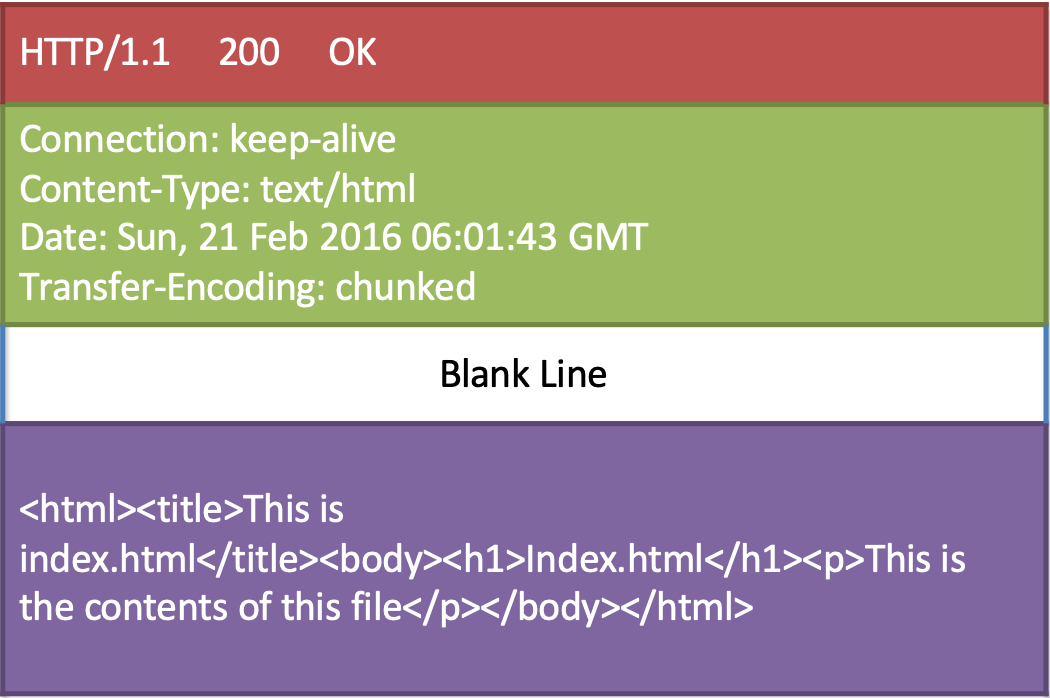 HTTP/1.1 200 OK
Connection: keep-alive
Content-Type: text/html
Date: Sun, 21 Feb 2016 06:01:43 GMT
Transfer-Encoding: chunked
Blank Line
<html><title>This is
index.html</title><body><h1>Index.html</h1><p>This is
the contents of this file</p></body></html>